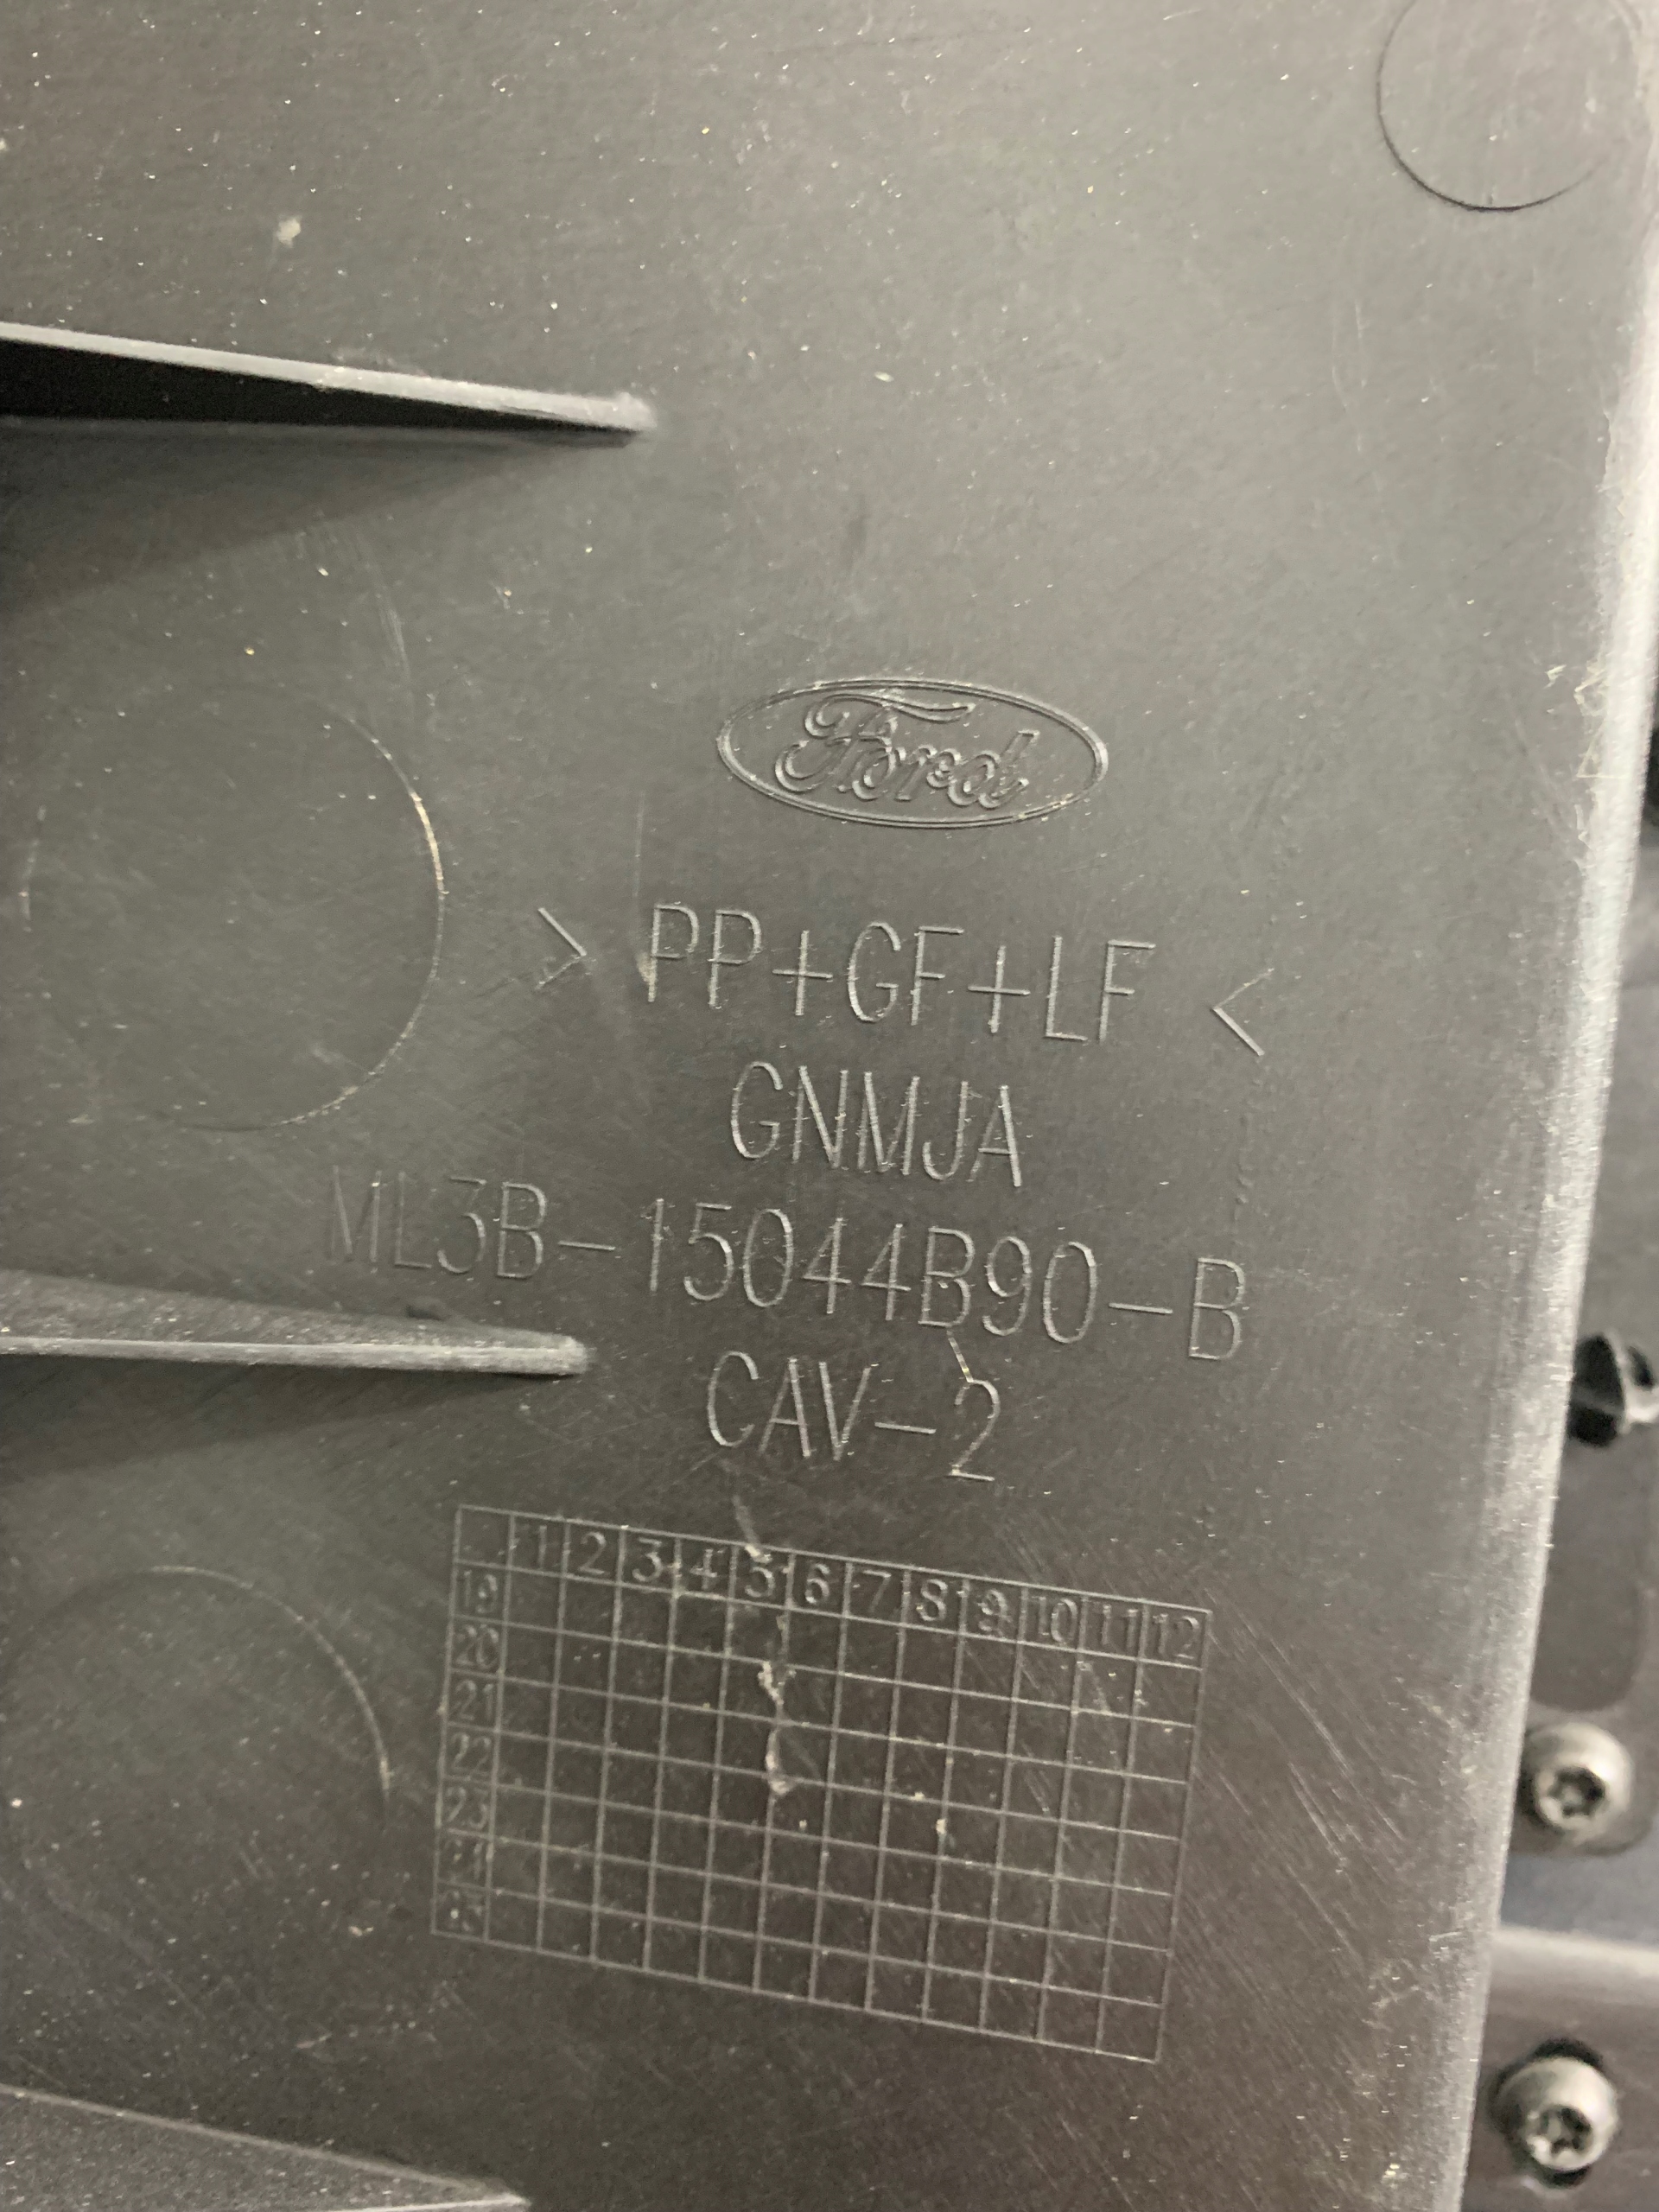 Ford
> PP+GF+LF <
GNMJA
ML3B-15044B90-B
CAV-2
1 2 3 4 5 6 7 8 9 10 11 12
19
20
21
22
23